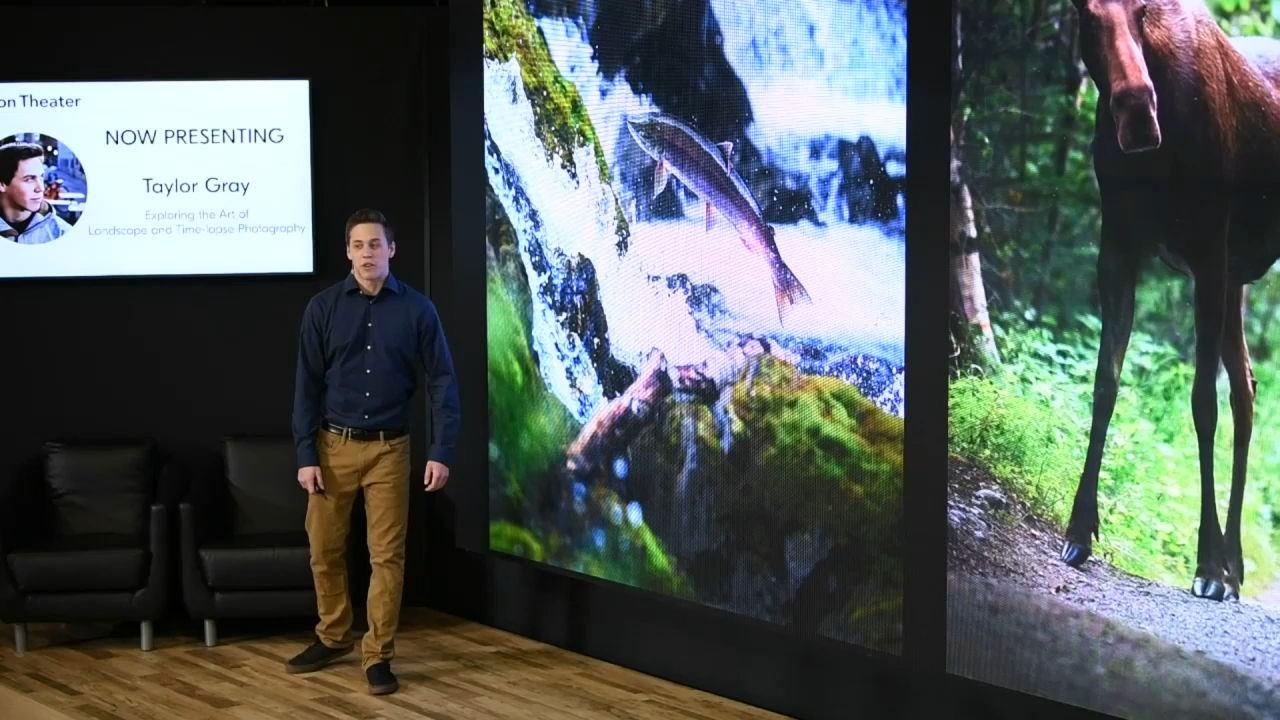 on Theater
NOW PRESENTING
Taylor Gray
Exploring the Art of
Landscape and Time-lapse Photography